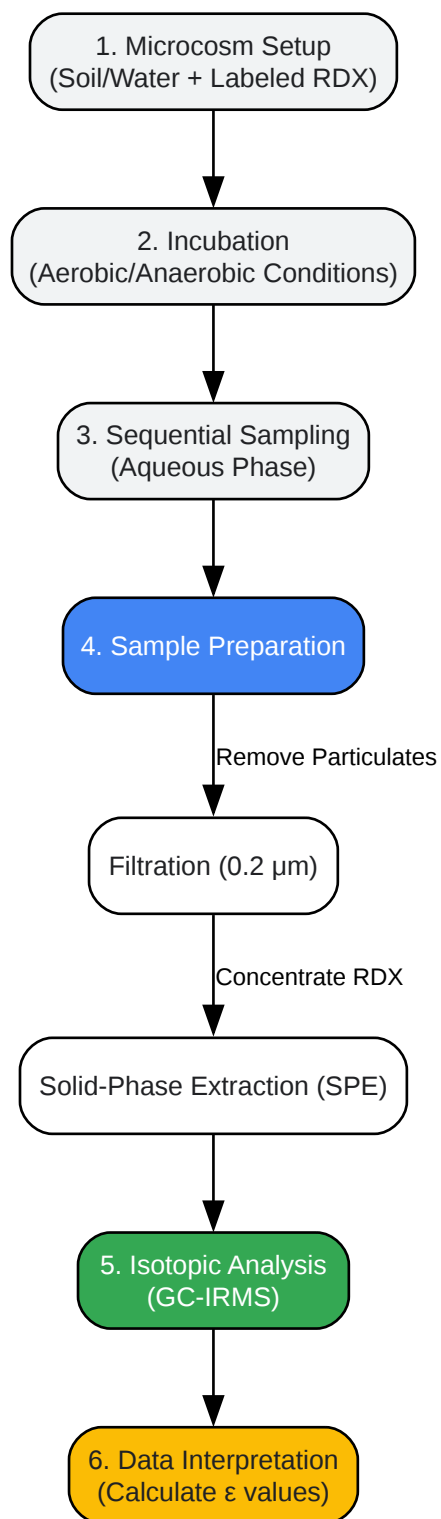 1. Microcosm Setup
(Soil/Water + Labeled RDX)
2. Incubation
(Aerobic/Anaerobic Conditions)
3. Sequential Sampling
(Aqueous Phase)
4. Sample Preparation
Remove Particulates
Filtration (0.2 μm)
Concentrate RDX
Solid-Phase Extraction (SPE)
5. Isotopic Analysis
(GC-IRMS)
6. Data Interpretation
(Calculate ε values)